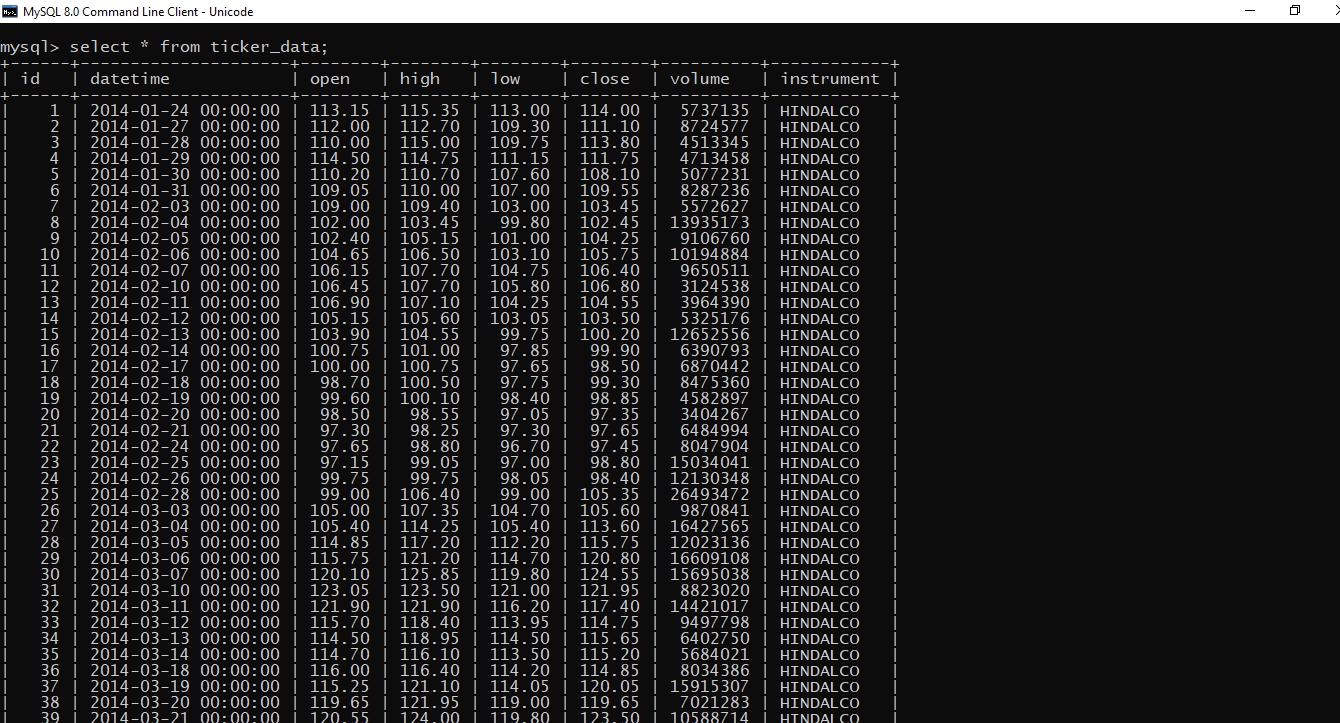 MySQL 8.0 Command Line Client - Unicode
mysql> select * from ticker_data;
+------+---------------------+--------+--------+--------+--------+----------+------------+
| id | datetime | open | high | low | close | volume | instrument |
+------+---------------------+--------+--------+--------+--------+----------+------------+
| 1 | 2014-01-24 00:00:00 | 113.15 | 115.35 | 113.00 | 114.00 | 5737135 | HINDALCO |
| 2 | 2014-01-27 00:00:00 | 112.00 | 112.70 | 109.30 | 111.10 | 8724577 | HINDALCO |
| 3 | 2014-01-28 00:00:00 | 110.00 | 115.00 | 109.75 | 113.80 | 4513345 | HINDALCO |
| 4 | 2014-01-29 00:00:00 | 114.50 | 114.75 | 111.15 | 111.75 | 4713458 | HINDALCO |
| 5 | 2014-01-30 00:00:00 | 110.20 | 110.70 | 107.60 | 108.10 | 5077231 | HINDALCO |
| 6 | 2014-01-31 00:00:00 | 109.05 | 110.00 | 107.00 | 109.55 | 8287236 | HINDALCO |
| 7 | 2014-02-03 00:00:00 | 109.00 | 109.40 | 103.00 | 103.45 | 5572627 | HINDALCO |
| 8 | 2014-02-04 00:00:00 | 102.00 | 103.45 | 99.80 | 102.45 | 13935173 | HINDALCO |
| 9 | 2014-02-05 00:00:00 | 102.40 | 105.15 | 101.00 | 104.25 | 9106760 | HINDALCO |
| 10 | 2014-02-06 00:00:00 | 104.65 | 106.50 | 103.10 | 105.75 | 10194884 | HINDALCO |
| 11 | 2014-02-07 00:00:00 | 106.15 | 107.70 | 104.75 | 106.40 | 9650511 | HINDALCO |
| 12 | 2014-02-10 00:00:00 | 106.45 | 107.70 | 105.80 | 106.80 | 3124538 | HINDALCO |
| 13 | 2014-02-11 00:00:00 | 106.90 | 107.10 | 104.25 | 104.55 | 3964390 | HINDALCO |
| 14 | 2014-02-12 00:00:00 | 105.15 | 105.60 | 103.05 | 103.50 | 5325176 | HINDALCO |
| 15 | 2014-02-13 00:00:00 | 103.90 | 104.55 | 99.75 | 100.20 | 12652556 | HINDALCO |
| 16 | 2014-02-14 00:00:00 | 100.75 | 101.00 | 97.85 | 99.90 | 6390793 | HINDALCO |
| 17 | 2014-02-17 00:00:00 | 100.00 | 100.75 | 97.65 | 98.50 | 6870442 | HINDALCO |
| 18 | 2014-02-18 00:00:00 | 98.70 | 100.50 | 97.75 | 99.30 | 8475360 | HINDALCO |
| 19 | 2014-02-19 00:00:00 | 99.60 | 100.10 | 98.40 | 98.85 | 4582897 | HINDALCO |
| 20 | 2014-02-20 00:00:00 | 98.50 | 98.55 | 97.05 | 97.35 | 3404267 | HINDALCO |
| 21 | 2014-02-21 00:00:00 | 97.30 | 98.25 | 97.30 | 97.65 | 6484994 | HINDALCO |
| 22 | 2014-02-24 00:00:00 | 97.65 | 98.80 | 96.70 | 97.45 | 8047904 | HINDALCO |
| 23 | 2014-02-25 00:00:00 | 97.15 | 99.05 | 97.00 | 98.80 | 15034041 | HINDALCO |
| 24 | 2014-02-26 00:00:00 | 99.75 | 99.75 | 98.05 | 98.40 | 12130348 | HINDALCO |
| 25 | 2014-02-28 00:00:00 | 99.00 | 106.40 | 99.00 | 105.35 | 26493472 | HINDALCO |
| 26 | 2014-03-03 00:00:00 | 105.00 | 107.35 | 104.70 | 105.60 | 9870841 | HINDALCO |
| 27 | 2014-03-04 00:00:00 | 105.40 | 114.25 | 105.40 | 113.60 | 16427565 | HINDALCO |
| 28 | 2014-03-05 00:00:00 | 114.85 | 117.20 | 112.20 | 115.75 | 12023136 | HINDALCO |
| 29 | 2014-03-06 00:00:00 | 115.75 | 121.20 | 114.70 | 120.80 | 16609108 | HINDALCO |
| 30 | 2014-03-07 00:00:00 | 120.10 | 125.85 | 119.80 | 124.55 | 15695038 | HINDALCO |
| 31 | 2014-03-10 00:00:00 | 123.05 | 123.50 | 121.00 | 121.95 | 8823020 | HINDALCO |
| 32 | 2014-03-11 00:00:00 | 121.90 | 121.90 | 116.20 | 117.40 | 14421017 | HINDALCO |
| 33 | 2014-03-12 00:00:00 | 115.70 | 118.40 | 113.95 | 114.75 | 9497798 | HINDALCO |
| 34 | 2014-03-13 00:00:00 | 114.50 | 118.95 | 114.50 | 115.65 | 6402750 | HINDALCO |
| 35 | 2014-03-14 00:00:00 | 114.70 | 116.10 | 113.50 | 115.20 | 5684021 | HINDALCO |
| 36 | 2014-03-18 00:00:00 | 116.00 | 116.40 | 114.20 | 114.85 | 8034386 | HINDALCO |
| 37 | 2014-03-19 00:00:00 | 115.25 | 121.10 | 114.05 | 120.05 | 15915307 | HINDALCO |
| 38 | 2014-03-20 00:00:00 | 119.65 | 121.95 | 119.00 | 119.65 | 7021283 | HINDALCO |
| 39 | 2014-03-21 00:00:00 | 120.55 | 124.00 | 119.80 | 123.50 | 10588714 | HINDALCO |